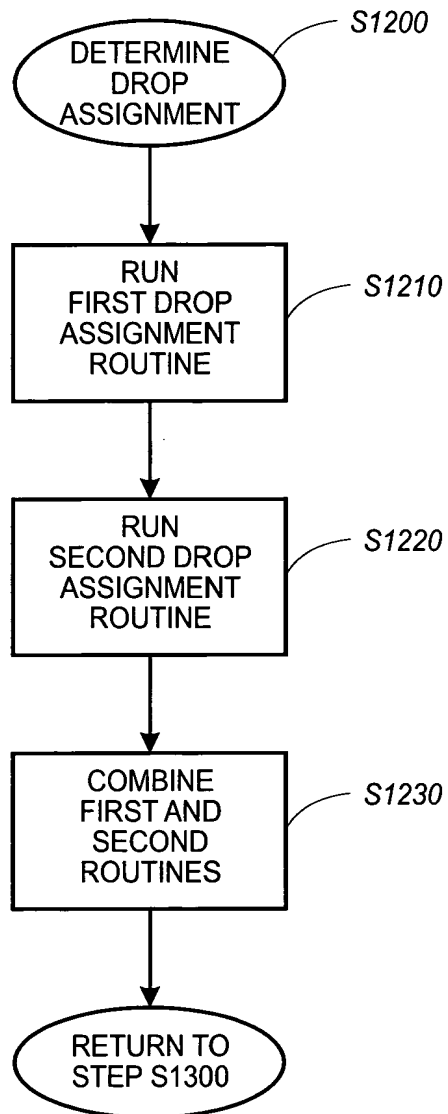 DETERMINE
DROP
ASSIGNMENT
S1200
RUN
FIRST DROP
ASSIGNMENT
ROUTINE
S1210
RUN
SECOND DROP
ASSIGNMENT
ROUTINE
S1220
COMBINE
FIRST AND
SECOND
ROUTINES
S1230
RETURN TO
STEP S1300